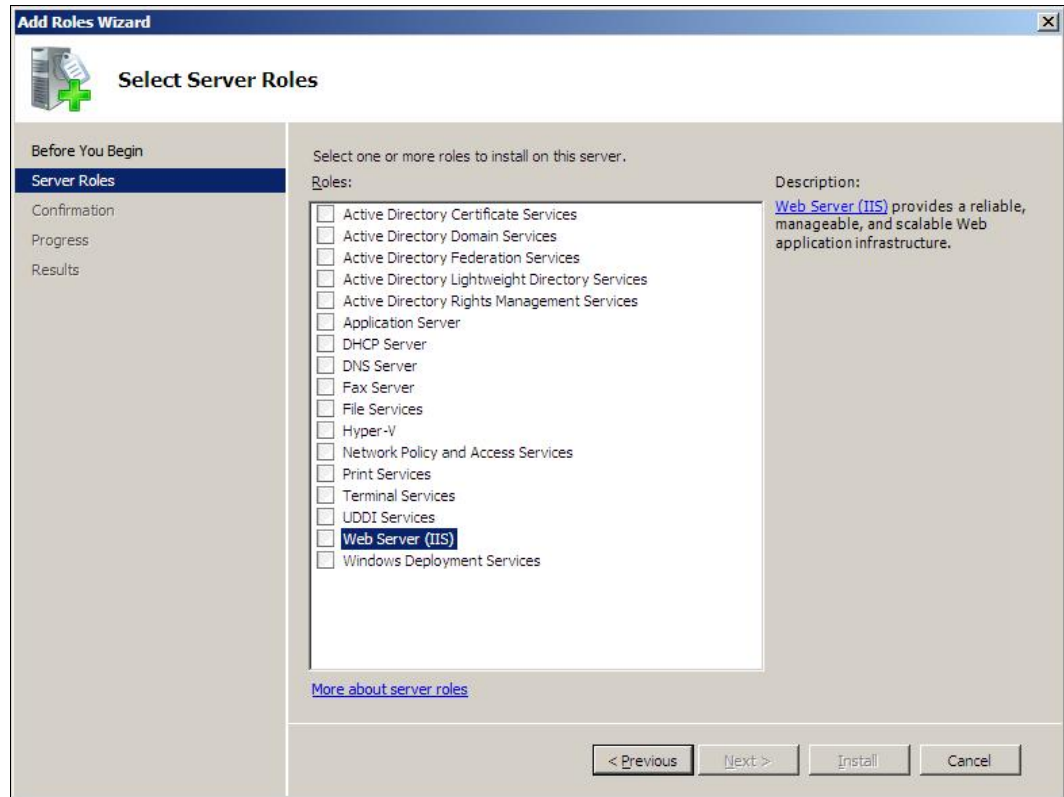 Add Roles Wizard
Select Server Roles
Before You Begin
Server Roles
Confirmation
Progress
Results
Select one or more roles to install on this server.
Roles:
Active Directory Certificate Services
Active Directory Domain Services
Active Directory Federation Services
Active Directory Lightweight Directory Services
Active Directory Rights Management Services
Application Server
DHCP Server
DNS Server
Fax Server
File Services
Hyper-V
Network Policy and Access Services
Print Services
Terminal Services
UDDI Services
Web Server (IIS)
Windows Deployment Services
More about server roles
Description:
Web Server (IIS) provides a reliable,
manageable, and scalable Web
application infrastructure.
< Previous
Next >
Install
Cancel